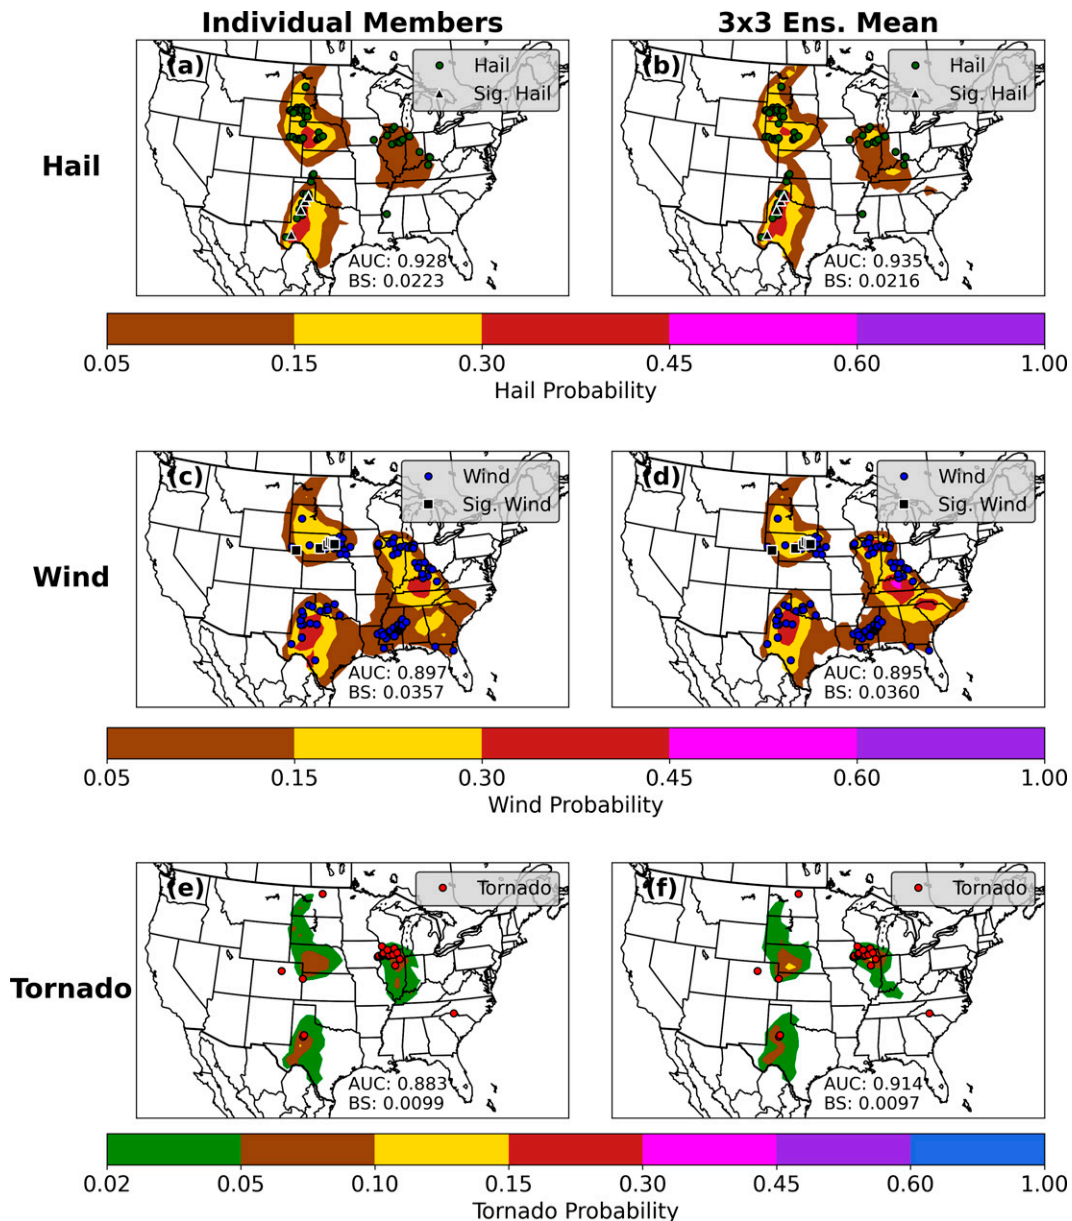 Individual Members
3x3 Ens. Mean
Hail
(a)
Hail
Sig. Hail
AUC: 0.928
BS: 0.0223
(b)
Hail
Sig. Hail
AUC: 0.935
BS: 0.0216
0.05 0.15 0.30 0.45 0.60 1.00
Hail Probability
Wind
(c)
Wind
Sig. Wind
AUC: 0.897
BS: 0.0357
(d)
Wind
Sig. Wind
AUC: 0.895
BS: 0.0360
0.05 0.15 0.30 0.45 0.60 1.00
Wind Probability
Tornado
(e)
Tornado
AUC: 0.883
BS: 0.0099
(f)
Tornado
AUC: 0.914
BS: 0.0097
0.02 0.05 0.10 0.15 0.30 0.45 0.60 1.00
Tornado Probability